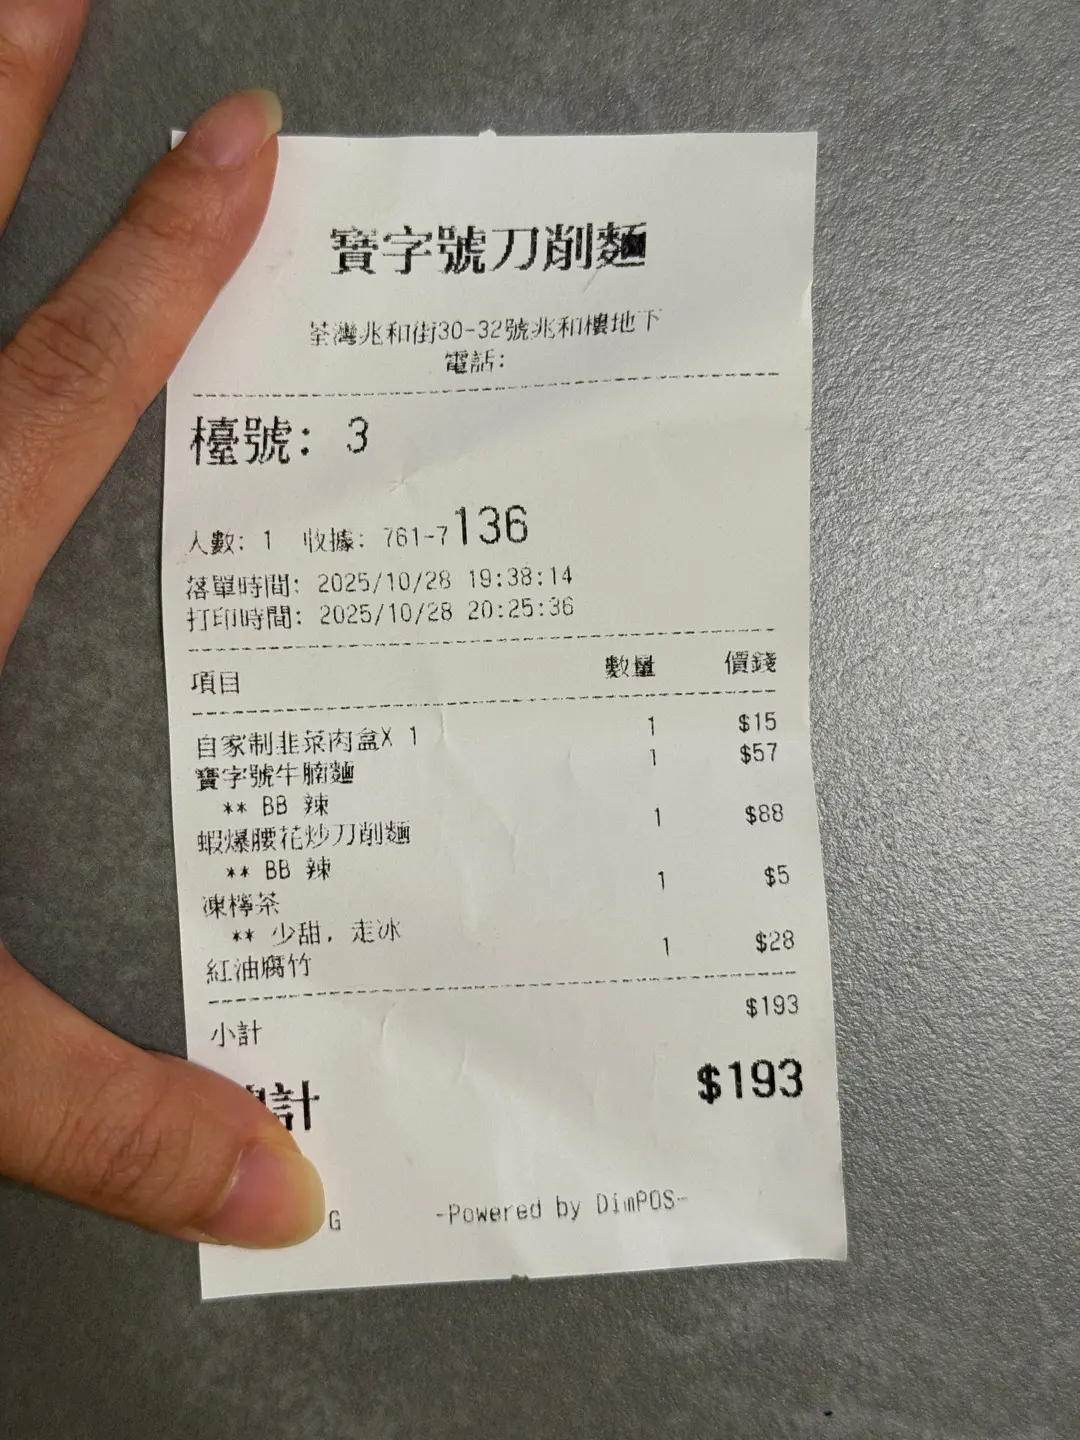 寶字號刀削麵
荃灣兆和街30-32號兆和樓地下
電話:
檯號: 3
人數: 1 收據: 761-7136
落單時間: 2025/10/28 19:38:14
打印時間: 2025/10/28 20:25:36
項目 數量 價錢
自家制韭菜肉盒X 1 1 $15
寶字號牛腩麵 1 $57
** BB 辣
蝦爆腰花炒刀削麵 1 $88
** BB 辣
凍檸茶 1 $5
** 少甜, 走冰
紅油腐竹 1 $28
小計 $193
計 $193
G -Powered by DimPOS-